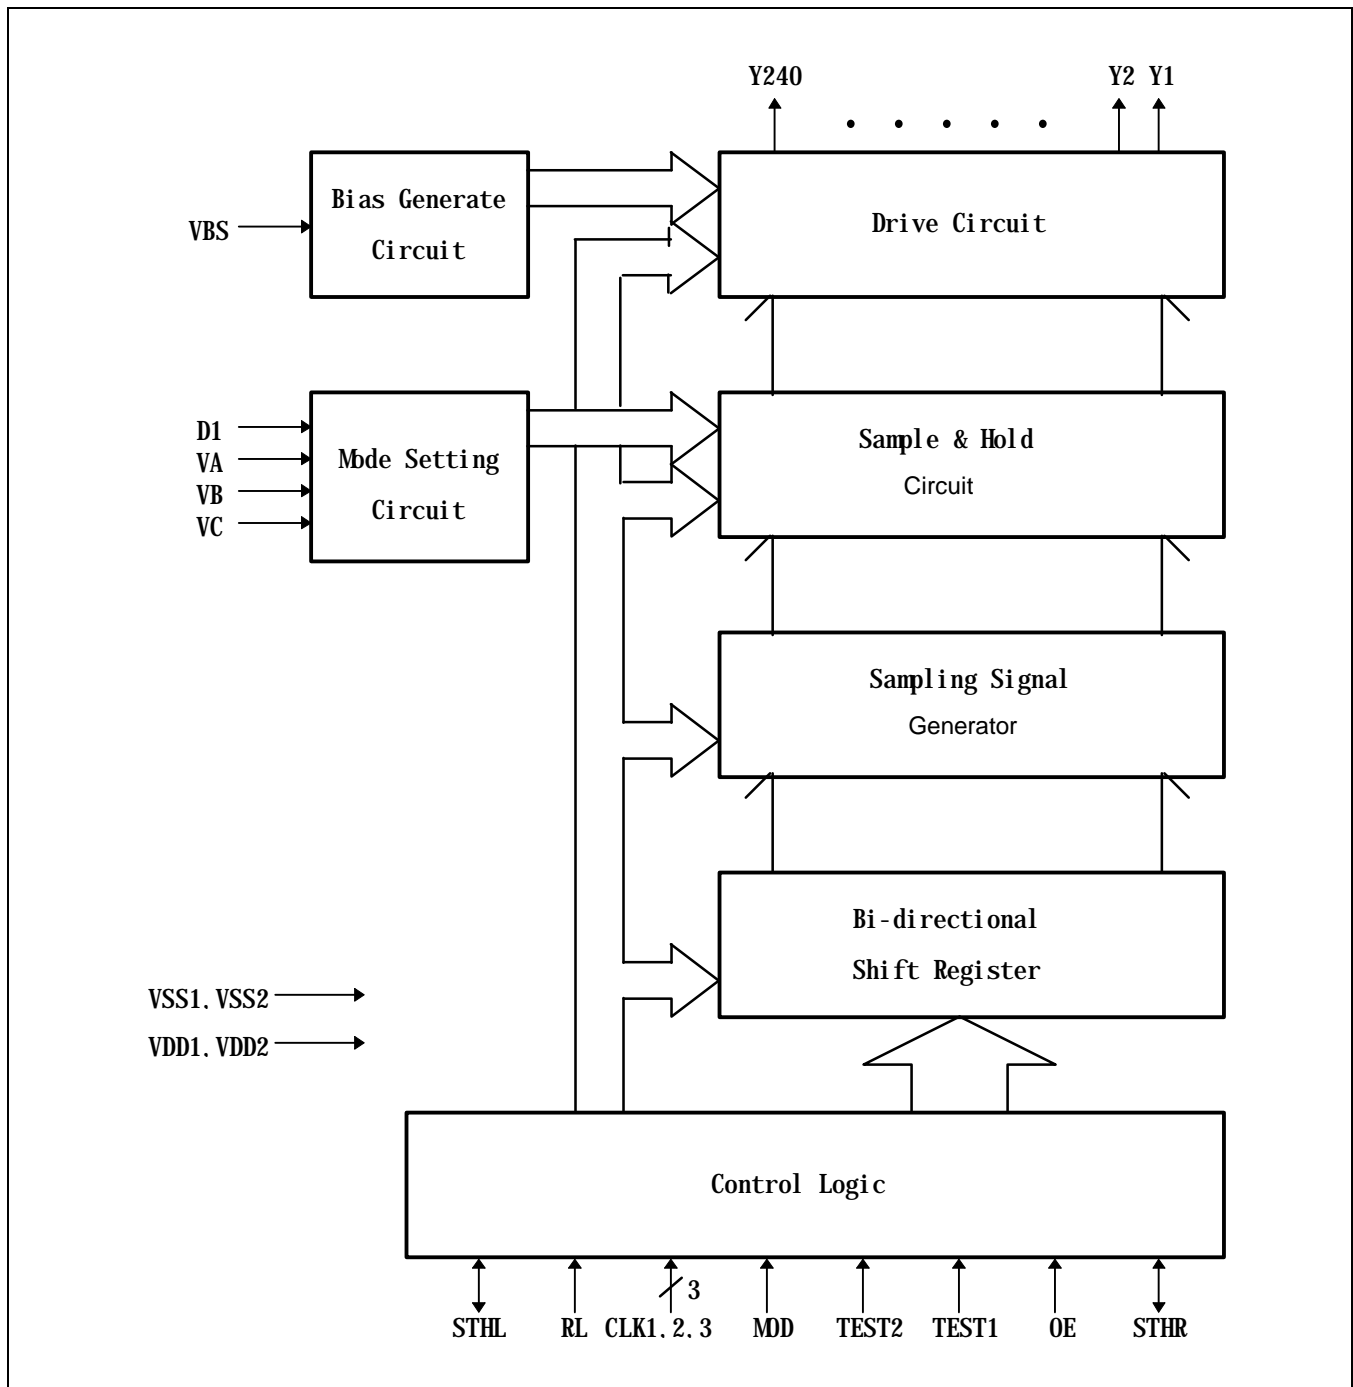 Y240
Y2 Y1
Bias Generate
Circuit
VBS
Drive Circuit
D1
VA
VB
VC
Mode Setting
Circuit
Sample & Hold
Circuit
Sampling Signal
Generator
Bi-directional
Shift Register
VSS1, VSS2
VDD1, VDD2
Control Logic
3
STHL RL CLK1, 2, 3 MOD TEST2 TEST1 OE STHR